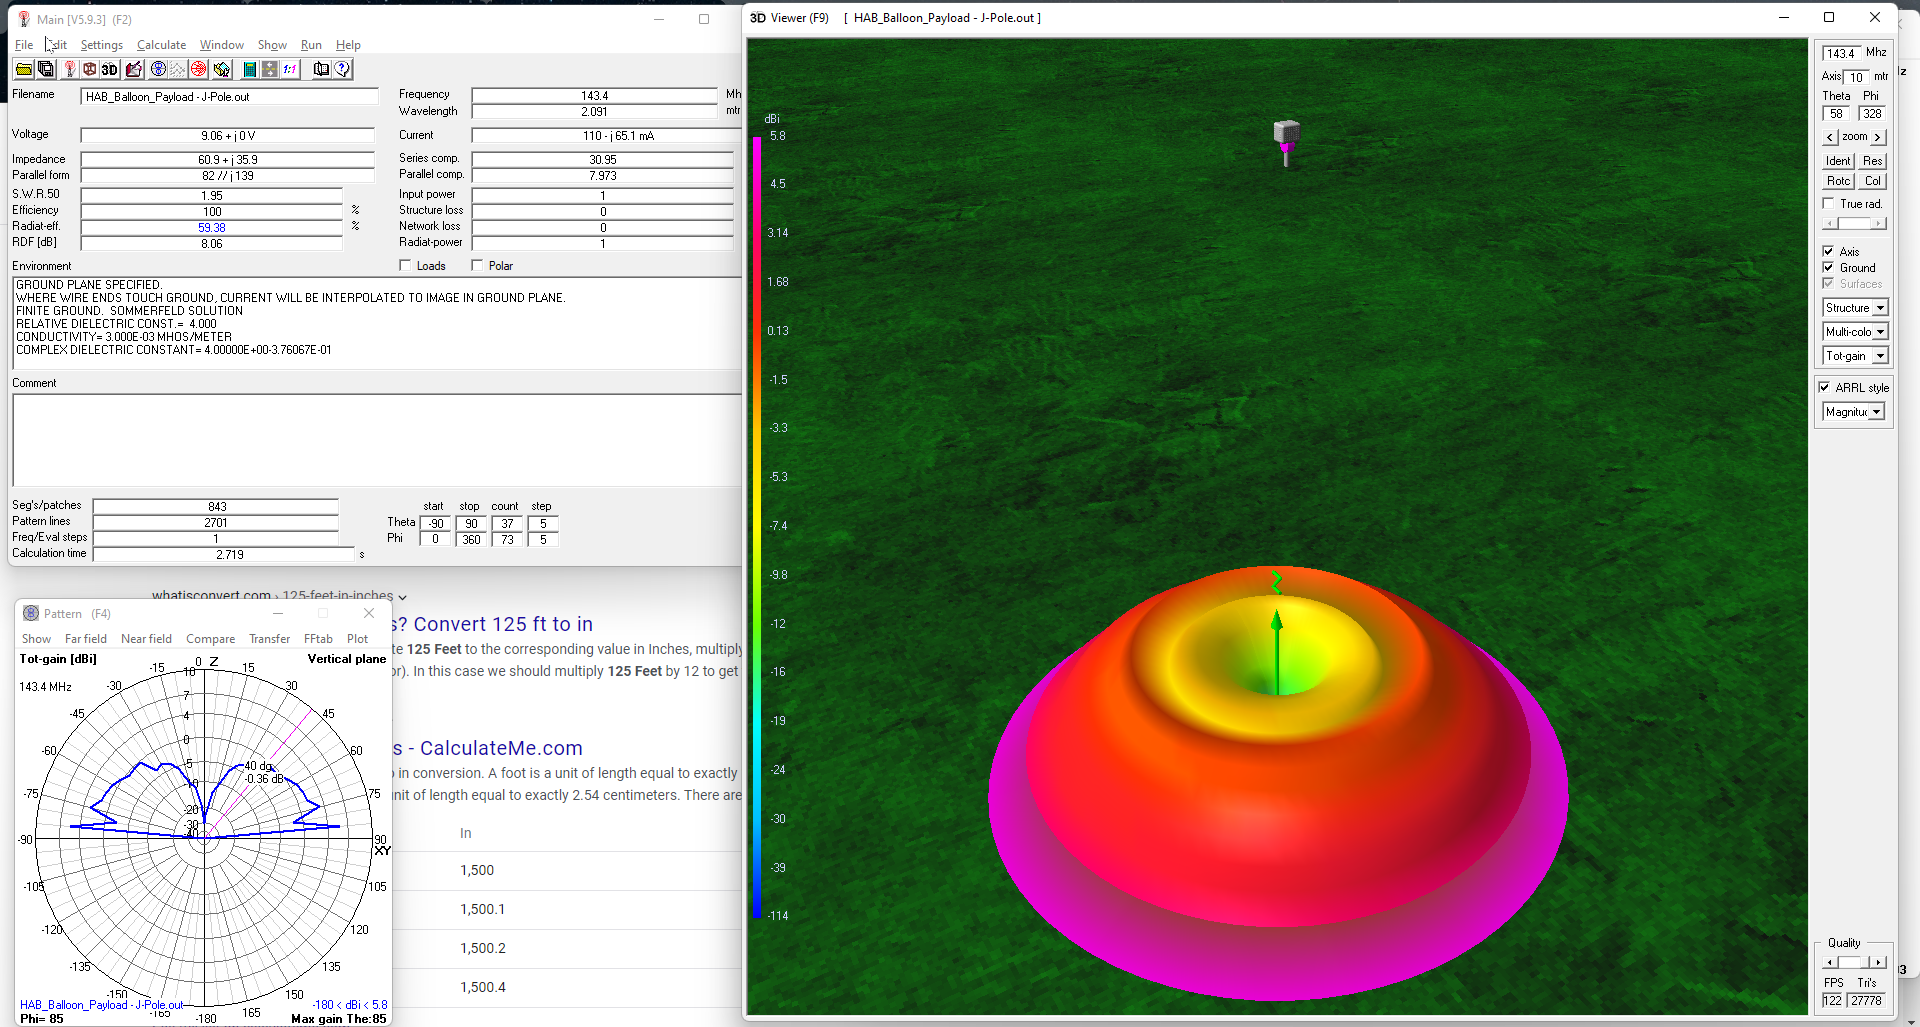 Main [V5.9.3] (F2)
File Edit Settings Calculate Window Show Run Help
3D 1:1
Filename HAB_Balloon_Payload - J-Pole.out
Frequency 143.4 Mh
Wavelength 2.091 mtr
Voltage 9.06 + j 0 V
Current 110 - j 65.1 mA
Impedance 60.9 + j 35.9
Series comp. 30.95
Parallel form 82 // j 139
Parallel comp. 7.973
S.W.R.50 1.95
Input power 1
Efficiency 100 %
Structure loss 0
Radiat-eff. 59.38 %
Network loss 0
RDF [dB] 8.06
Radiat-power 1
Environment
Loads Polar
GROUND PLANE SPECIFIED.
WHERE WIRE ENDS TOUCH GROUND, CURRENT WILL BE INTERPOLATED TO IMAGE IN GROUND PLANE.
FINITE GROUND. SOMMERFELD SOLUTION
RELATIVE DIELECTRIC CONST.= 4.000
CONDUCTIVITY= 3.000E-03 MHOS/METER
COMPLEX DIELECTRIC CONSTANT= 4.00000E+00-3.76067E-01
Comment
Seg's/patches 843
Pattern lines 2701
Freq/Eval steps 1
Calculation time 2.719 s
start stop count step
Theta -90 90 37 5
Phi 0 360 73 5
whatisconvert.com › 125-feet-in-inches
s? Convert 125 ft to in
te 125 Feet to the corresponding value in Inches, multiply
or). In this case we should multiply 125 Feet by 12 to get
s - CalculateMe.com
o in conversion. A foot is a unit of length equal to exactly
nit of length equal to exactly 2.54 centimeters. There are
In
1,500
1,500.1
1,500.2
1,500.4
Pattern (F4)
Show Far field Near field Compare Transfer FFtab Plot
Tot-gain [dBi]
Vertical plane
143.4 MHz
0 Z
-15 15
-30 30
-45 45
-60 60
-75 75
-90 90
XY
-105 105
-120 120
-135 135
-150 150
-165 165
-180
10
7
4
0
-5
-10
-20
-30
-40
40 dg
-0.36 dB
HAB_Balloon_Payload - J-Pole.out
-180 < dBi < 5.8
Phi= 85
Max gain The:85
3D Viewer (F9) [ HAB_Balloon_Payload - J-Pole.out ]
dBi
5.8
4.5
3.14
1.68
0.13
-1.5
-3.3
-5.3
-7.4
-9.8
-12
-16
-19
-24
-30
-39
-114
Z
143.4 Mhz
Axis 10 mtr
Theta Phi
58 328
< zoom >
Ident Res
Rotc Col
True rad.
Axis
Ground
Surfaces
Structure
Multi-colo
Tot-gain
ARRL style
Magnituc
Quality
FPS Tri's
122 27778